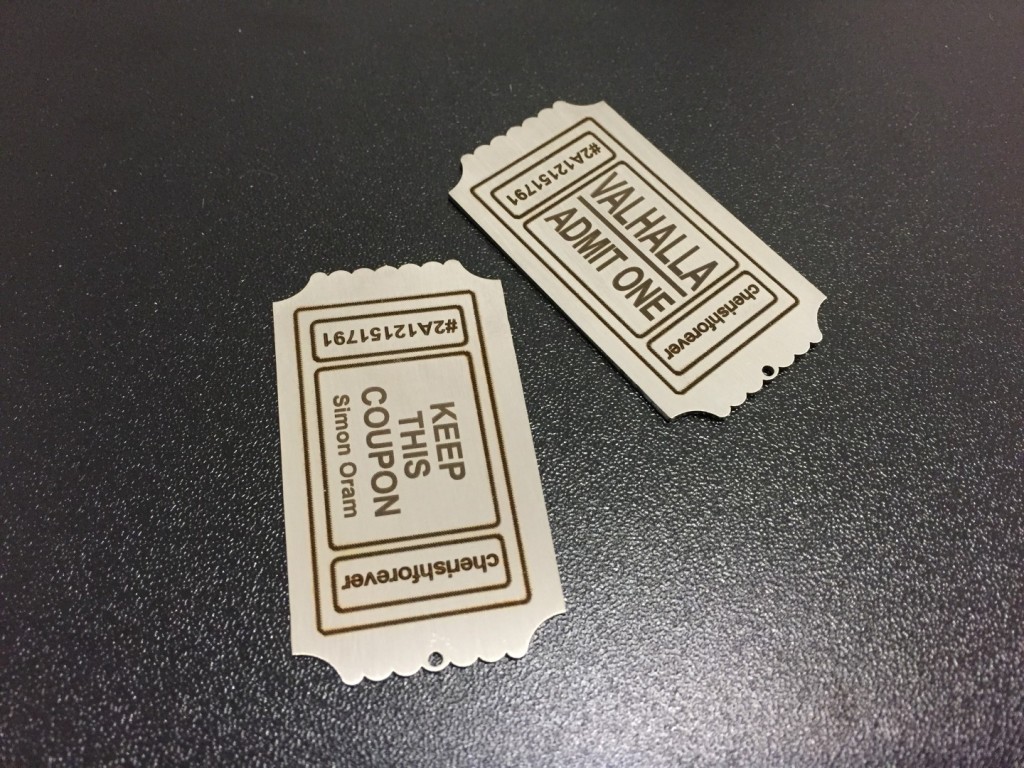 #2A12151791
VALHALLA
ADMIT ONE
cherishforever
#2A12151791
KEEP
THIS
COUPON
Simon Oram
cherishforever